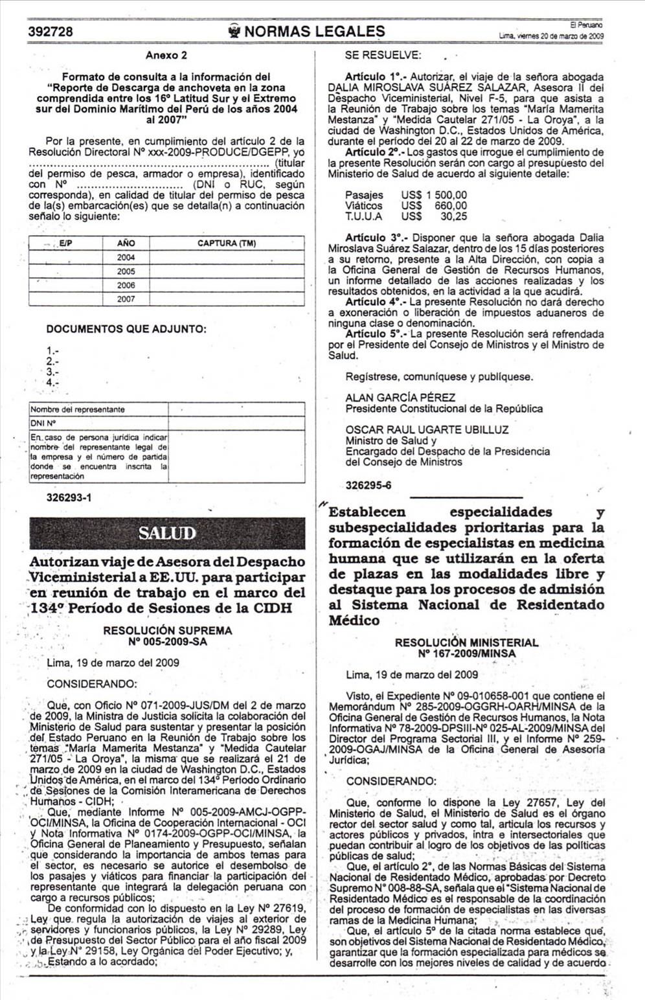 392728
NORMAS LEGALES
El Peruano
Lima, viernes 20 de marzo de 2009
Anexo 2
Formato de consulta a la información del
"Reporte de Descarga de anchoveta en la zona
comprendida entre los 16º Latitud Sur y el Extremo
sur del Dominio Marítimo del Perú de los años 2004
al 2007"
Por la presente, en cumplimiento del artículo 2 de la
Resolución Directoral Nº xxx-2009-PRODUCE/DGEPP, yo
.................................................................. (titular
del permiso de pesca, armador o empresa), identificado
con Nº ............................. (DNI o RUC, según
corresponda), en calidad de titular del permiso de pesca
de la(s) embarcación(es) que se detalla(n) a continuación
señalo lo siguiente:
E/P AÑO CAPTURA (TM)
2004
2005
2006
2007
DOCUMENTOS QUE ADJUNTO:
1.-
2.-
3.-
4.-
Nombre del representante
DNI Nº
En caso de persona jurídica indicar
nombre del representante legal de
la empresa y el número de partida
donde se encuentra inscrita la
representación
326293-1
SALUD
Autorizan viaje de Asesora del Despacho
Viceministerial a EE.UU. para participar
en reunión de trabajo en el marco del
134º Período de Sesiones de la CIDH
RESOLUCIÓN SUPREMA
Nº 005-2009-SA
Lima, 19 de marzo del 2009
CONSIDERANDO:
Que, con Oficio Nº 071-2009-JUS/DM del 2 de marzo
de 2009, la Ministra de Justicia solicita la colaboración del
Ministerio de Salud para sustentar y presentar la posición
del Estado Peruano en la Reunión de Trabajo sobre los
temas "María Mamerita Mestanza" y "Medida Cautelar
271/05 - La Oroya", la misma que se realizará el 21 de
marzo de 2009 en la ciudad de Washington D.C., Estados
Unidos de América, en el marco del 134º Período Ordinario
de Sesiones de la Comisión Interamericana de Derechos
Humanos - CIDH;
Que, mediante Informe Nº 005-2009-AMCJ-OGPP-
OCI/MINSA, la Oficina de Cooperación Internacional - OCI
y Nota Informativa Nº 0174-2009-OGPP-OCI/MINSA, la
Oficina General de Planeamiento y Presupuesto, señalan
que considerando la importancia de ambos temas para
el sector, es necesario se autorice el desembolso de
los pasajes y viáticos para financiar la participación del
representante que integrará la delegación peruana con
cargo a recursos públicos;
De conformidad con lo dispuesto en la Ley Nº 27619,
Ley que regula la autorización de viajes al exterior de
servidores y funcionarios públicos, la Ley Nº 29289, Ley
de Presupuesto del Sector Público para el año fiscal 2009
y la Ley Nº 29158, Ley Orgánica del Poder Ejecutivo; y,
Estando a lo acordado;
SE RESUELVE:
Artículo 1º.- Autorizar, el viaje de la señora abogada
DALIA MIROSLAVA SUÁREZ SALAZAR, Asesora II del
Despacho Viceministerial, Nivel F-5, para que asista a
la Reunión de Trabajo sobre los temas "María Mamerita
Mestanza" y "Medida Cautelar 271/05 - La Oroya", a la
ciudad de Washington D.C., Estados Unidos de América,
durante el período del 20 al 22 de marzo de 2009.
Artículo 2º.- Los gastos que irrogue el cumplimiento de
la presente Resolución serán con cargo al presupuesto del
Ministerio de Salud de acuerdo al siguiente detalle:
Pasajes US$ 1 500,00
Viáticos US$ 660,00
T.U.U.A US$ 30,25
Artículo 3º.- Disponer que la señora abogada Dalia
Miroslava Suárez Salazar, dentro de los 15 días posteriores
a su retorno, presente a la Alta Dirección, con copia a
la Oficina General de Gestión de Recursos Humanos,
un informe detallado de las acciones realizadas y los
resultados obtenidos, en la actividad a la que acudirá.
Artículo 4º.- La presente Resolución no dará derecho
a exoneración o liberación de impuestos aduaneros de
ninguna clase o denominación.
Artículo 5º.- La presente Resolución será refrendada
por el Presidente del Consejo de Ministros y el Ministro de
Salud.
Regístrese, comuníquese y publíquese.
ALAN GARCÍA PÉREZ
Presidente Constitucional de la República
OSCAR RAUL UGARTE UBILLUZ
Ministro de Salud y
Encargado del Despacho de la Presidencia
del Consejo de Ministros
326295-6
Establecen especialidades y
subespecialidades prioritarias para la
formación de especialistas en medicina
humana que se utilizarán en la oferta
de plazas en las modalidades libre y
destaque para los procesos de admisión
al Sistema Nacional de Residentado
Médico
RESOLUCIÓN MINISTERIAL
Nº 167-2009/MINSA
Lima, 19 de marzo del 2009
Visto, el Expediente Nº 09-010658-001 que contiene el
Memorándum Nº 285-2009-OGGRH-OARH/MINSA de la
Oficina General de Gestión de Recursos Humanos, la Nota
Informativa Nº 78-2009-DPSIII-Nº 025-AL-2009/MINSA del
Director del Programa Sectorial III, y el Informe Nº 259-
2009-OGAJ/MINSA de la Oficina General de Asesoría
Jurídica;
CONSIDERANDO:
Que, conforme lo dispone la Ley 27657, Ley del
Ministerio de Salud, el Ministerio de Salud es el órgano
rector del sector salud y como tal, articula los recursos y
actores públicos y privados, intra e intersectoriales que
puedan contribuir al logro de los objetivos de las políticas
públicas de salud;
Que, el artículo 2º, de las Normas Básicas del Sistema
Nacional de Residentado Médico, aprobadas por Decreto
Supremo Nº 008-88-SA, señala que el "Sistema Nacional de
Residentado Médico es el responsable de la coordinación
del proceso de formación de especialistas en las diversas
ramas de la Medicina Humana;
Que, el artículo 5º de la citada norma establece que,
son objetivos del Sistema Nacional de Residentado Médico,
garantizar que la formación especializada para médicos se
desarrolle con los mejores niveles de calidad y de acuerdo